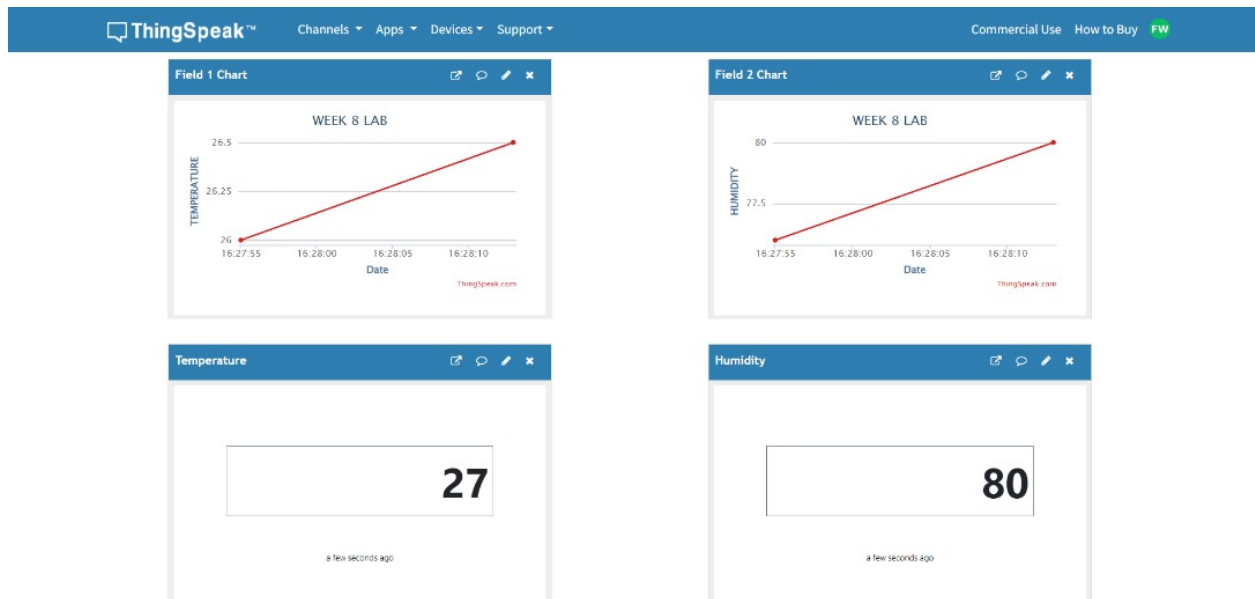 ThingSpeak™ Channels Apps Devices Support Commercial Use How to Buy FW
Field 1 Chart
WEEK 8 LAB
26.5
26.25
26
TEMPERATURE
16:27:55 16:28:00 16:28:05 16:28:10
Date
ThingSpeak.com
Field 2 Chart
WEEK 8 LAB
80
77.5
HUMIDITY
16:27:55 16:28:00 16:28:05 16:28:10
Date
ThingSpeak.com
Temperature
27
a few seconds ago
Humidity
80
a few seconds ago